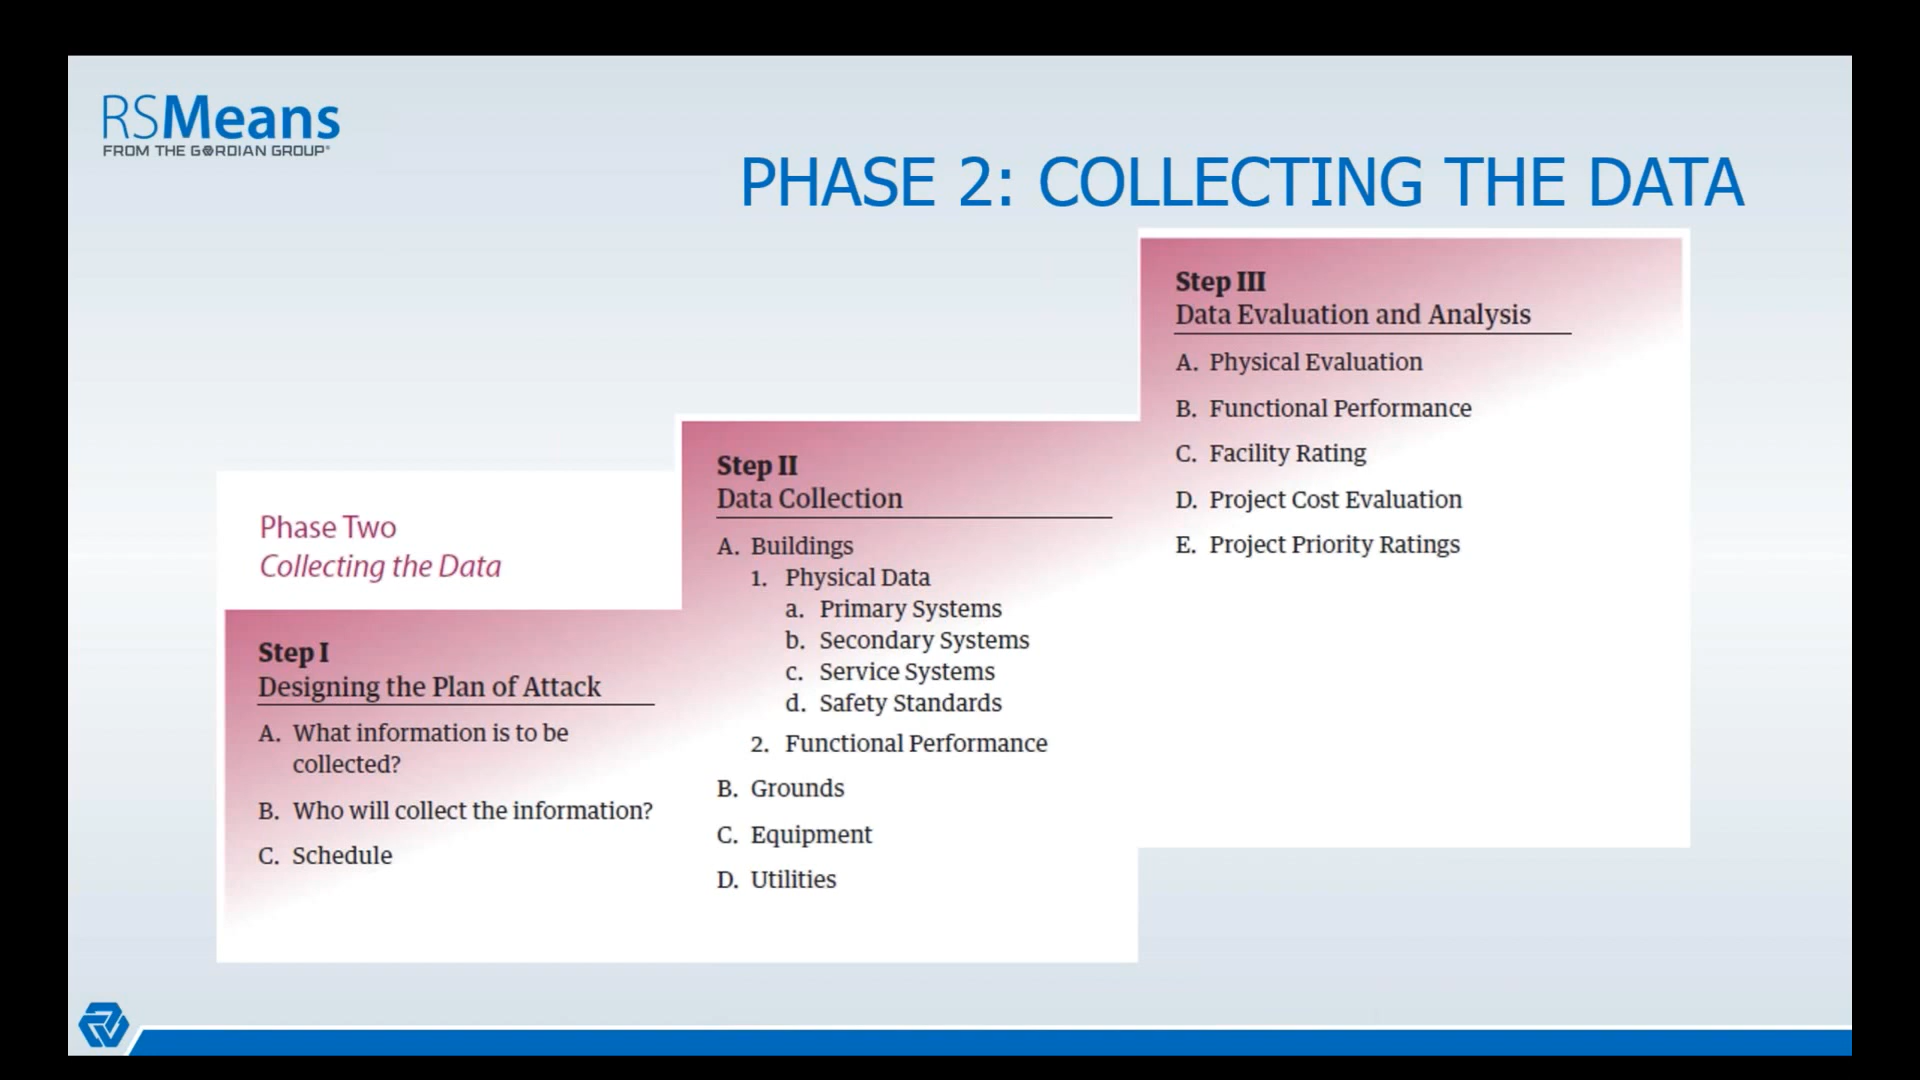 RSMeans
FROM THE GORDIAN GROUP®
PHASE 2: COLLECTING THE DATA
Phase Two
Collecting the Data
Step I
Designing the Plan of Attack
A. What information is to be
collected?
B. Who will collect the information?
C. Schedule
Step II
Data Collection
A. Buildings
1. Physical Data
a. Primary Systems
b. Secondary Systems
c. Service Systems
d. Safety Standards
2. Functional Performance
B. Grounds
C. Equipment
D. Utilities
Step III
Data Evaluation and Analysis
A. Physical Evaluation
B. Functional Performance
C. Facility Rating
D. Project Cost Evaluation
E. Project Priority Ratings